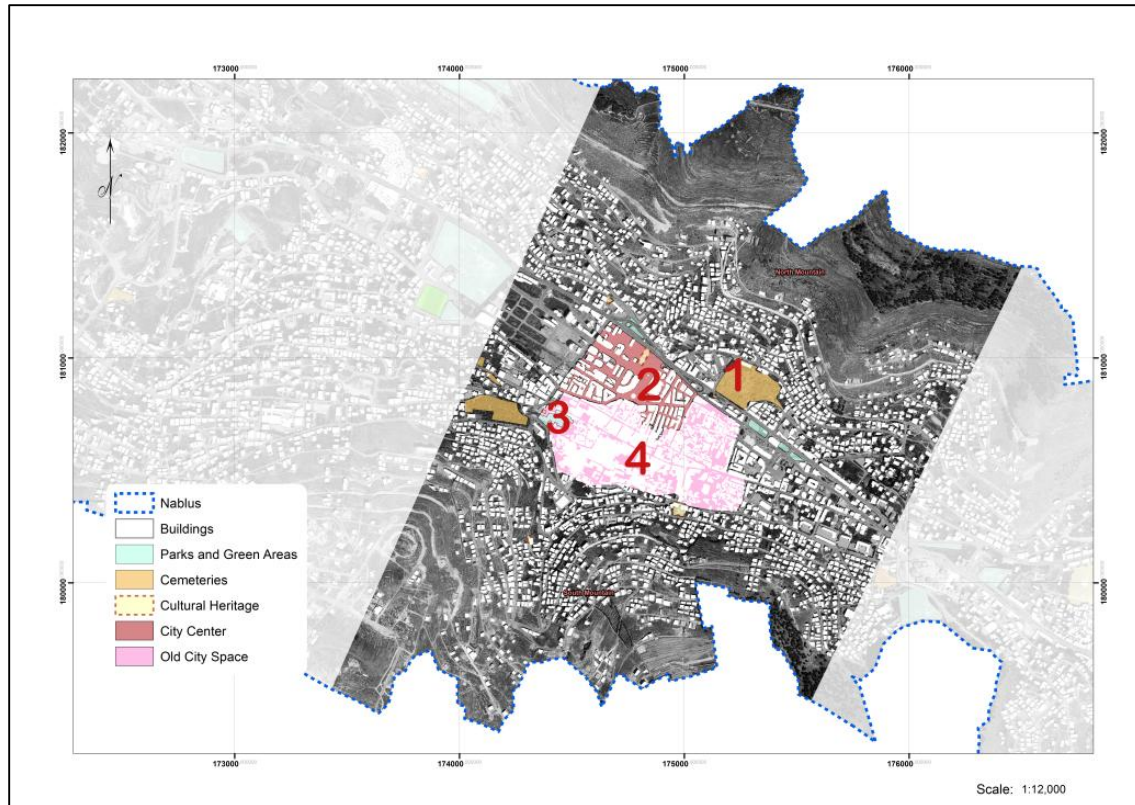 173000
174000
175000
176000
182000
182000
N
North Mountain
181000
1
181000
2
3
4
Nablus
Buildings
Parks and Green Areas
Cemeteries
Cultural Heritage
City Center
Old City Space
180000
180000
South Mountain
173000
174000
175000
176000
Scale: 1:12,000